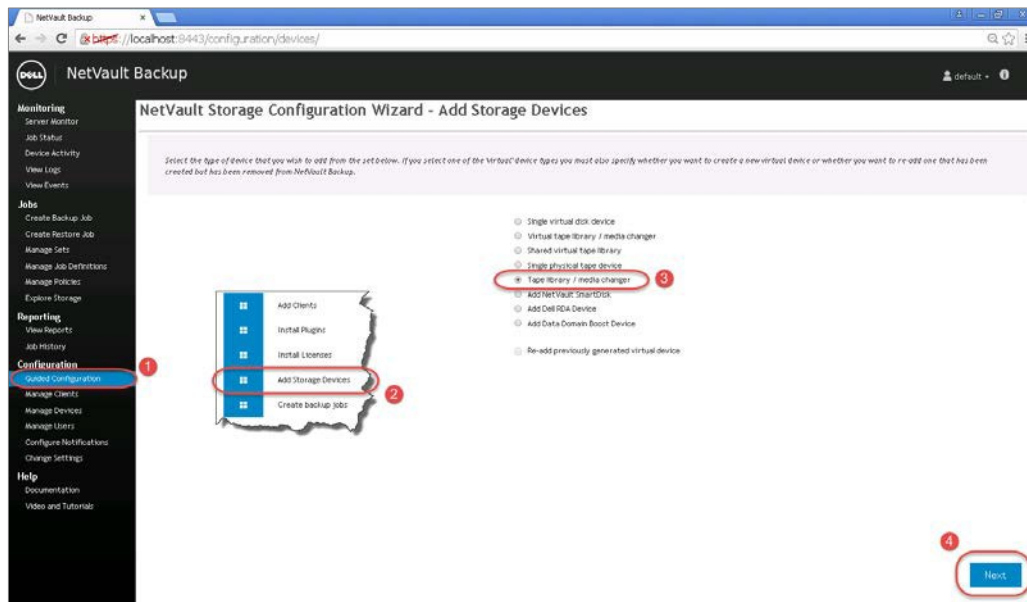 NetVault Backup
https://localhost:8443/configuration/devices/
DELL
NetVault Backup
default
Monitoring
Server Monitor
Job Status
Device Activity
View Logs
View Events
Jobs
Create Backup Job
Create Restore Job
Manage Sets
Manage Job Definitions
Manage Policies
Explore Storage
Reporting
View Reports
Job History
Configuration
Guided Configuration
Manage Clients
Manage Devices
Manage Users
Configure Notifications
Change Settings
Help
Documentation
Video and Tutorials
1
NetVault Storage Configuration Wizard - Add Storage Devices
Select the type of device that you wish to add from the set below. If you select one of the 'Virtual' device types you must also specify whether you want to create a new virtual device or whether you want to re-add one that has been
created but has been removed from NetVault Backup.
Add Clients
Install Plugins
Install Licenses
Add Storage Devices
2
Create backup jobs
Single virtual disk device
Virtual tape library / media changer
Shared virtual tape library
Single physical tape device
Tape library / media changer
3
Add NetVault SmartDisk
Add Dell RDA Device
Add Data Domain Boost Device
Re-add previously generated virtual device
4
Next